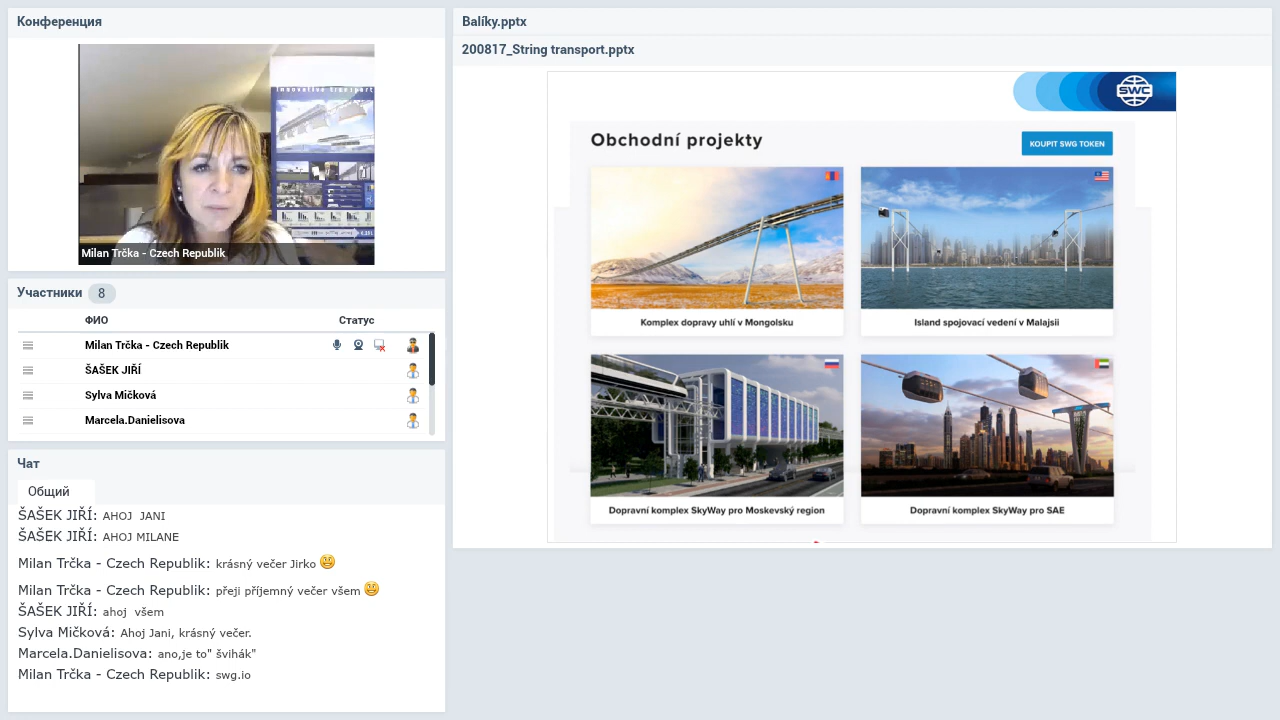 Конференция
Innovative transport
Milan Trčka - Czech Republik
Участники 8
ФИО Статус
Milan Trčka - Czech Republik
ŠAŠEK JIŘÍ
Sylva Mičková
Marcela.Danielisova
Чат
Общий
ŠAŠEK JIŘÍ: AHOJ JANI
ŠAŠEK JIŘÍ: AHOJ MILANE
Milan Trčka - Czech Republik: krásný večer Jirko
Milan Trčka - Czech Republik: přeji příjemný večer všem
ŠAŠEK JIŘÍ: ahoj všem
Sylva Mičková: Ahoj Jani, krásný večer.
Marcela.Danielisova: ano,je to" švihák"
Milan Trčka - Czech Republik: swg.io
Balíky.pptx
200817_String transport.pptx
SWC
Obchodní projekty
KOUPIT SWG TOKEN
Komplex dopravy uhlí v Mongolsku
Island spojovací vedení v Malajsii
Dopravní komplex SkyWay pro Moskevský region
Dopravní komplex SkyWay pro SAE